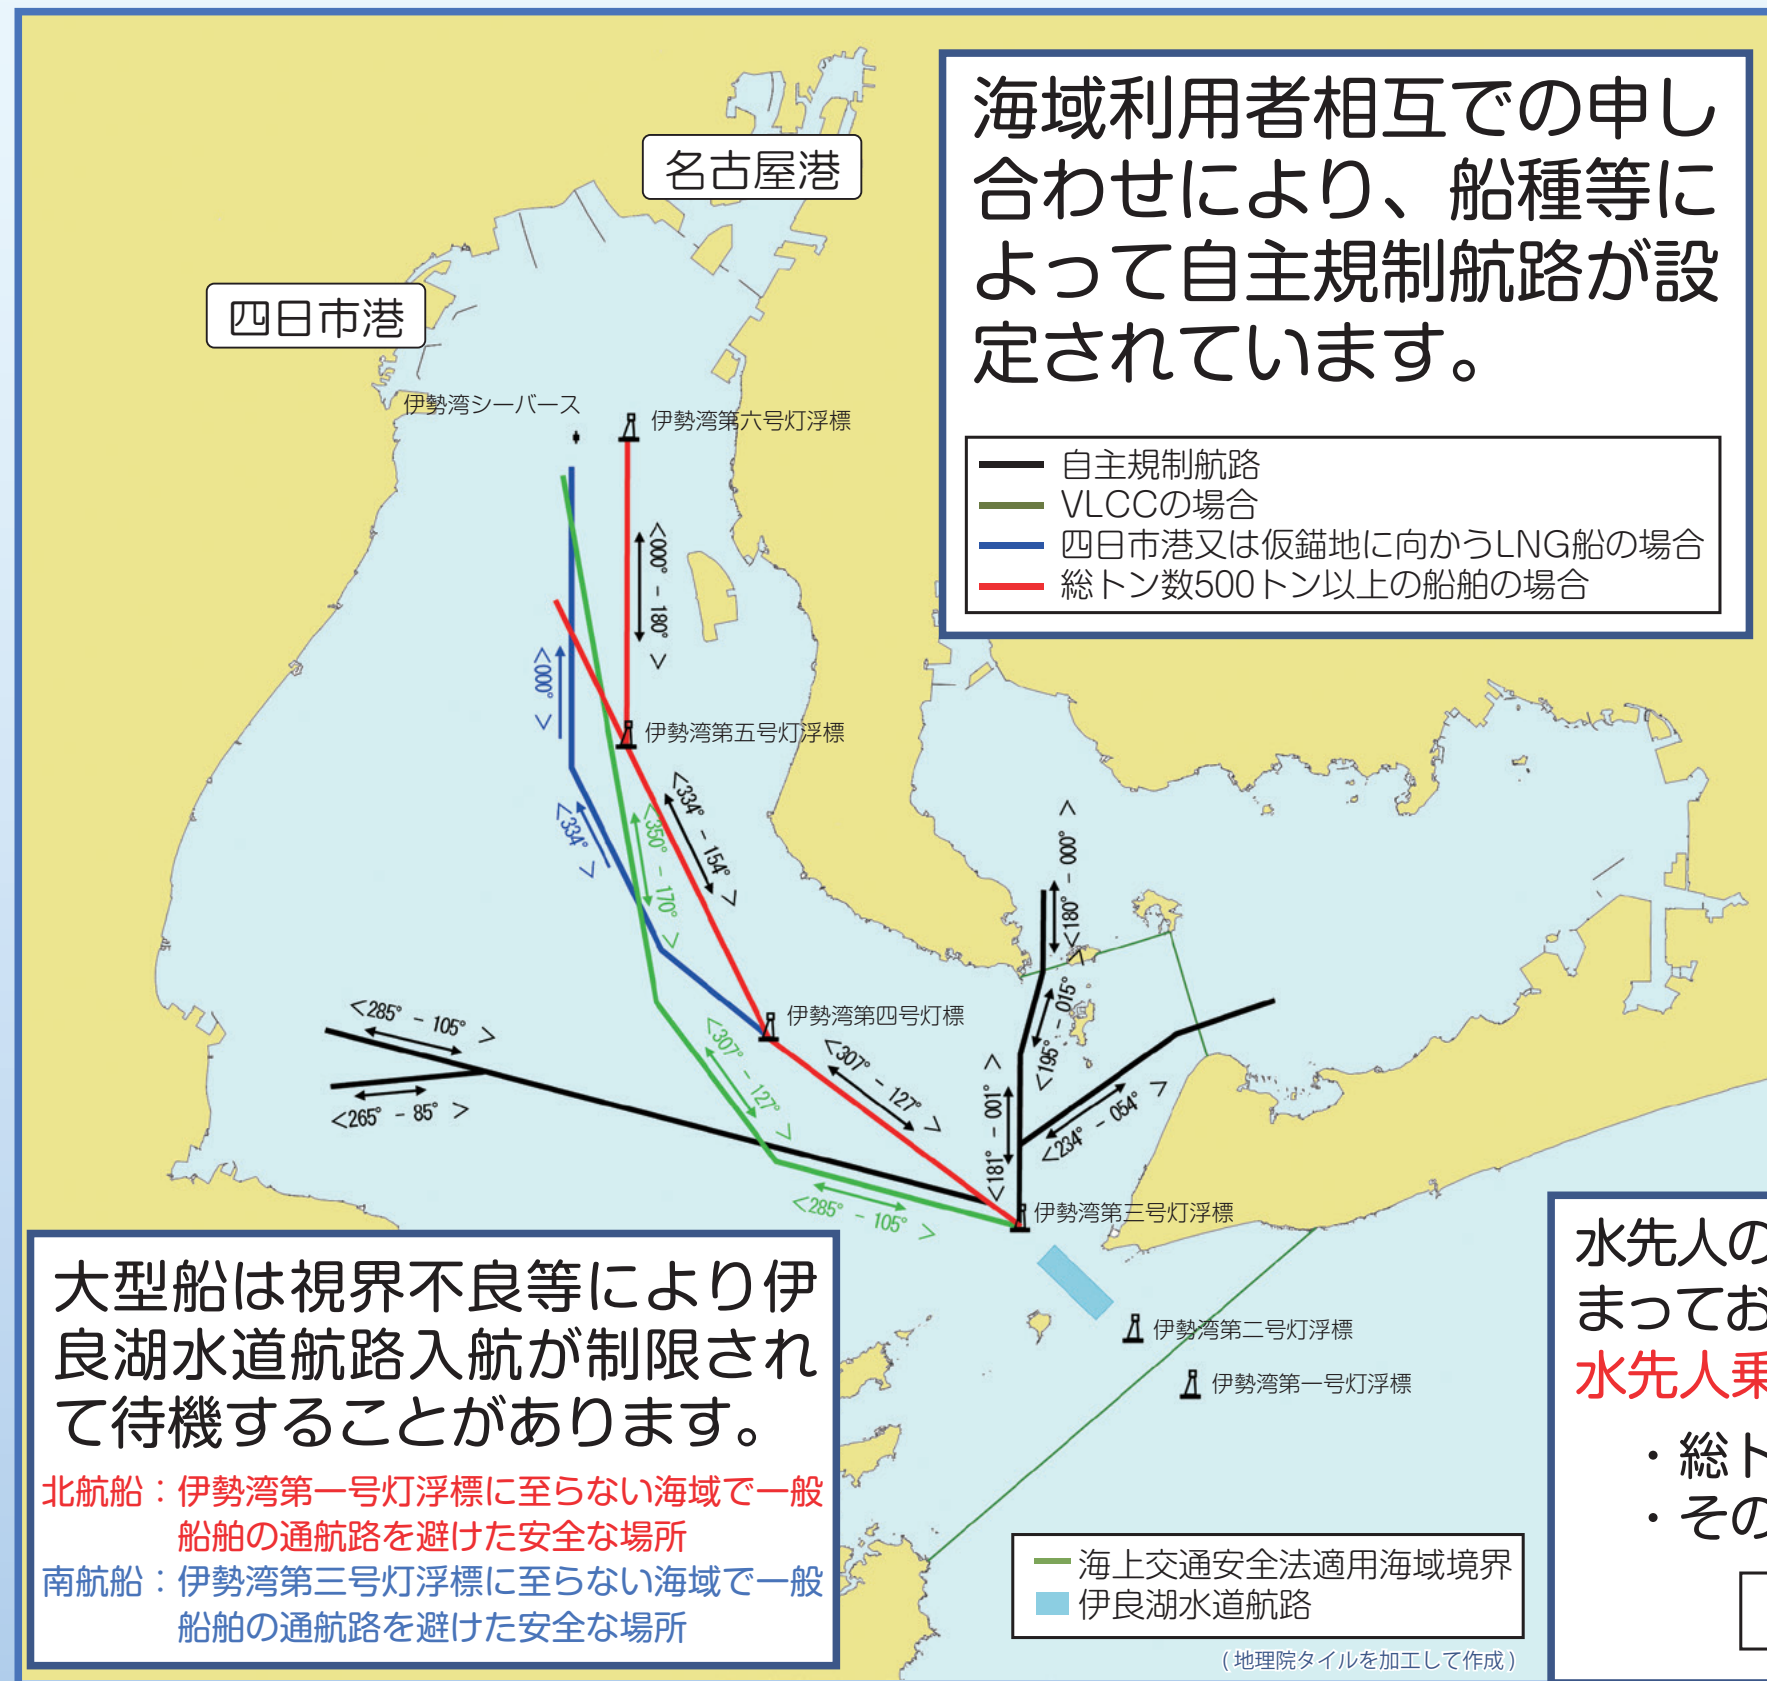 海域利用者相互での申し
合わせにより、船種等に
よって自主規制航路が設
定されています。
自主規制航路
VLCCの場合
四日市港又は仮錨地に向かうLNG船の場合
総トン数500トン以上の船舶の場合
名古屋港
四日市港
伊勢湾シーバース
伊勢湾第六号灯浮標
<000° - 180° >
<000° >
伊勢湾第五号灯浮標
<334° - 154° >
<350° - 170° >
<334° >
<180° - 000° >
<195° - 015° >
伊勢湾第四号灯標
<285° - 105° >
<307° - 127° >
<307° - 127° >
<265° - 85° >
<181° - 001° >
<234° - 054° >
<285° - 105° >
伊勢湾第三号灯浮標
伊勢湾第二号灯浮標
伊勢湾第一号灯浮標
大型船は視界不良等により伊
良湖水道航路入航が制限され
て待機することがあります。
北航船：伊勢湾第一号灯浮標に至らない海域で一般
船舶の通航路を避けた安全な場所
南航船：伊勢湾第三号灯浮標に至らない海域で一般
船舶の通航路を避けた安全な場所
海上交通安全法適用海域境界
伊良湖水道航路
(地理院タイルを加工して作成)
水先人の
まってお
水先人乗
・総ト
・その